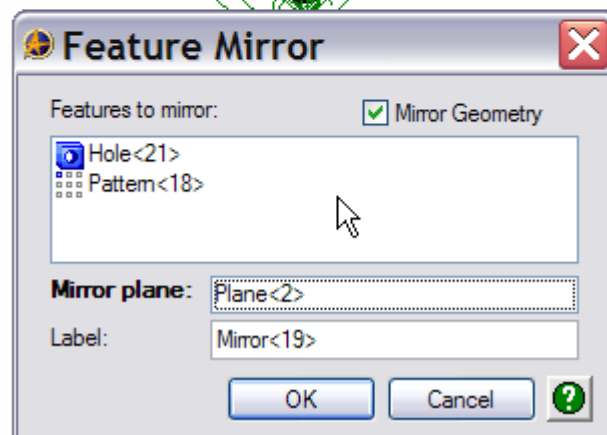 Feature Mirror
Features to mirror:
Mirror Geometry
Hole<21>
Pattern<18>
Mirror plane: Plane<2>
Label: Mirror<19>
OK Cancel ?